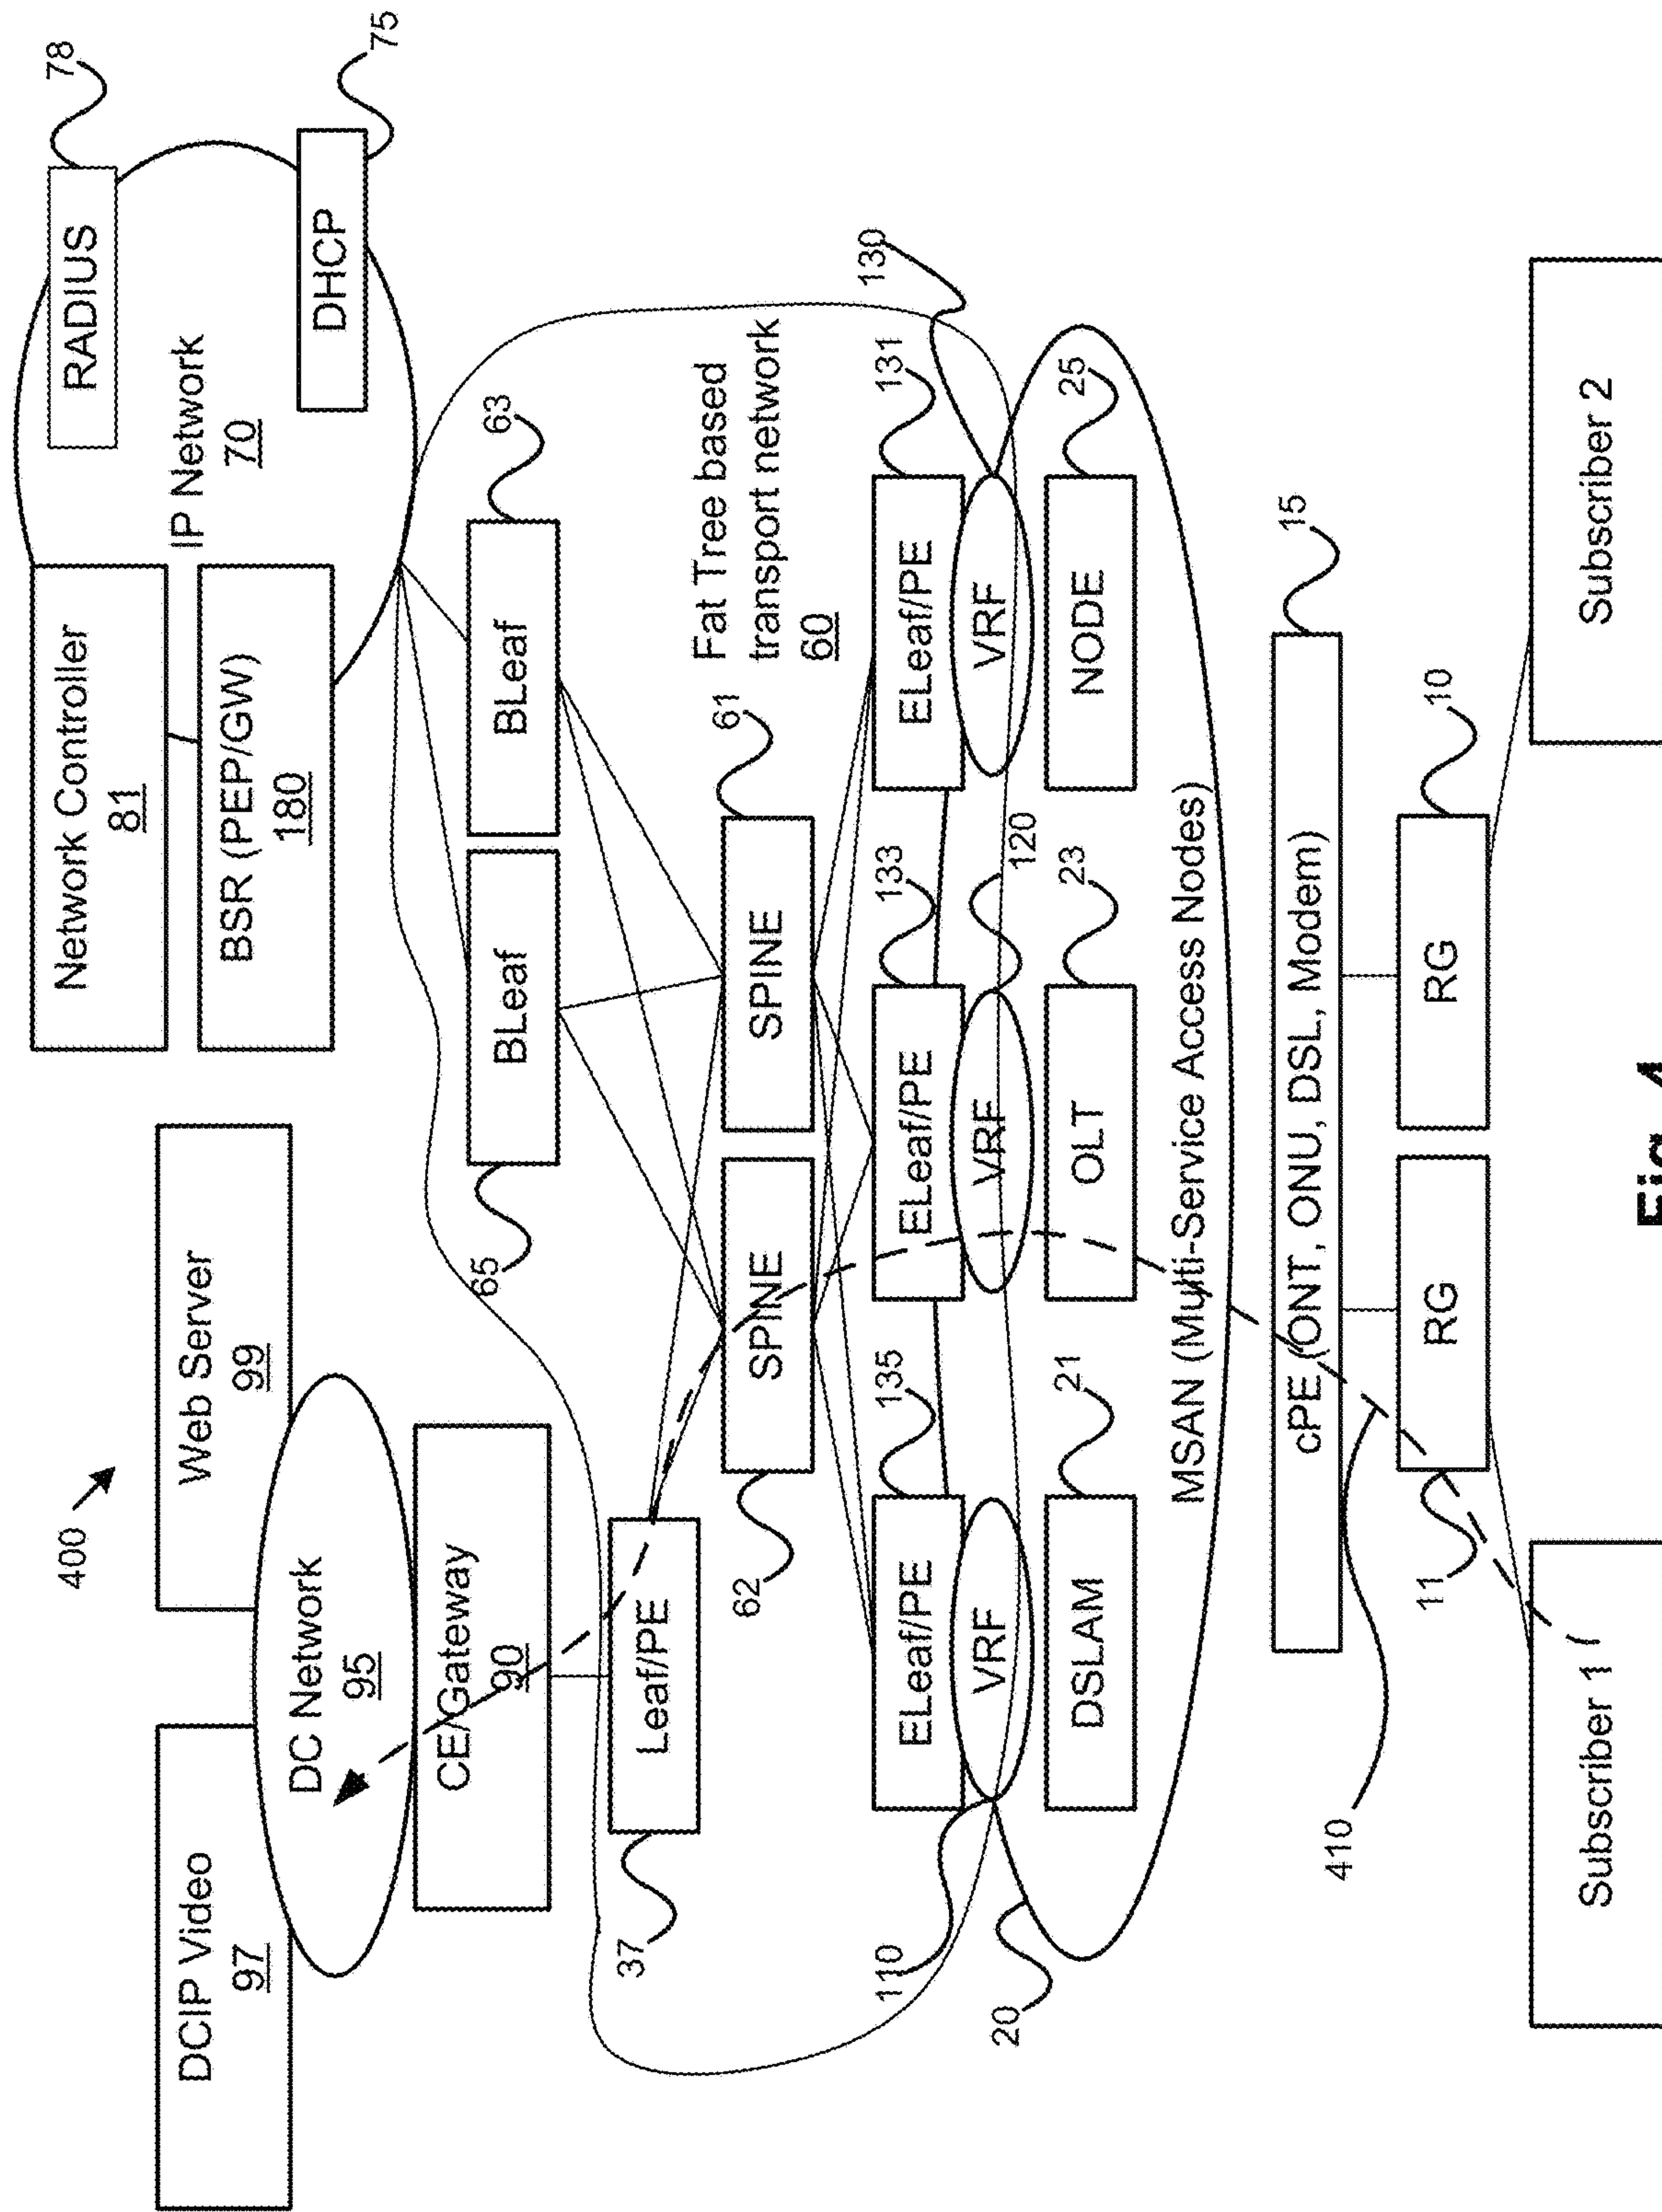 400
DCIP Video
97
Web Server
99
DC Network
95
CE/Gateway
90
Network Controller
81
BSR (PEP/GW)
180
RADIUS
78
IP Network
70
DHCP
75
Leaf/PE
37
BLeaf
65
BLeaf
63
SPINE
62
SPINE
61
Fat Tree based
transport network
60
ELeaf/PE
135
ELeaf/PE
133
ELeaf/PE
131
130
110
VRF
VRF
120
VRF
20
DSLAM
21
OLT
23
NODE
25
MSAN (Multi-Service Access Nodes)
cPE (ONT, ONU, DSL, Modem)
15
410
RG
11
RG
10
Subscriber 1
Subscriber 2